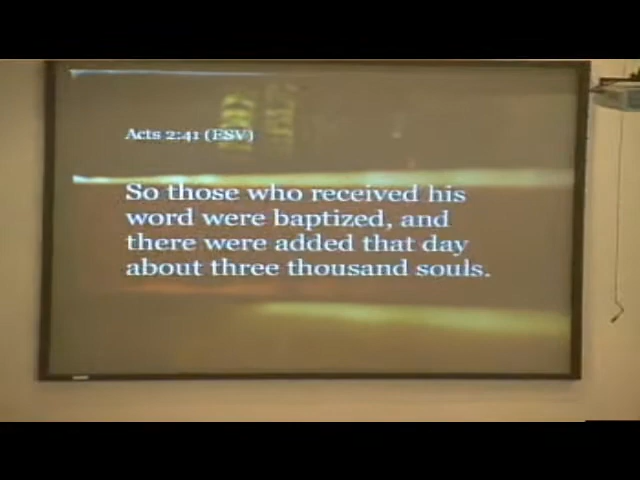 Acts 2:41 (ESV)
So those who received his
word were baptized, and
there were added that day
about three thousand souls.